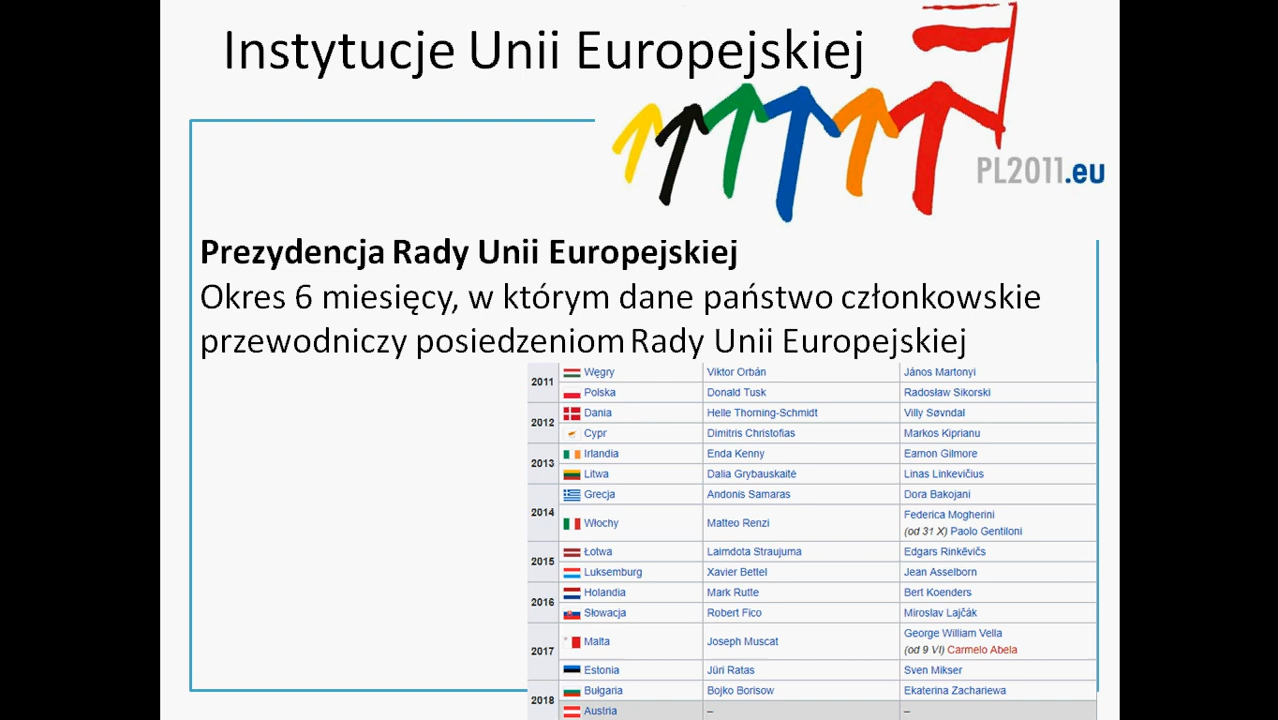 Instytucje Unii Europejskiej
PL2011.eu
Prezydencja Rady Unii Europejskiej
Okres 6 miesięcy, w którym dane państwo członkowskie
przewodniczy posiedzeniom Rady Unii Europejskiej
2011 Węgry Viktor Orbán János Martonyi
Polska Donald Tusk Radosław Sikorski
2012 Dania Helle Thorning-Schmidt Villy Søvndal
Cypr Dimitris Christofias Markos Kiprianu
2013 Irlandia Enda Kenny Eamon Gilmore
Litwa Dalia Grybauskaitė Linas Linkevičius
2014 Grecja Andonis Samaras Dora Bakojani
Włochy Matteo Renzi Federica Mogherini
(od 31 X) Paolo Gentiloni
2015 Łotwa Laimdota Straujuma Edgars Rinkēvičs
Luksemburg Xavier Bettel Jean Asselborn
2016 Holandia Mark Rutte Bert Koenders
Słowacja Robert Fico Miroslav Lajčák
2017 Malta Joseph Muscat George William Vella
(od 9 VI) Carmelo Abela
Estonia Jüri Ratas Sven Mikser
2018 Bułgaria Bojko Borisow Ekaterina Zachariewa
Austria – –